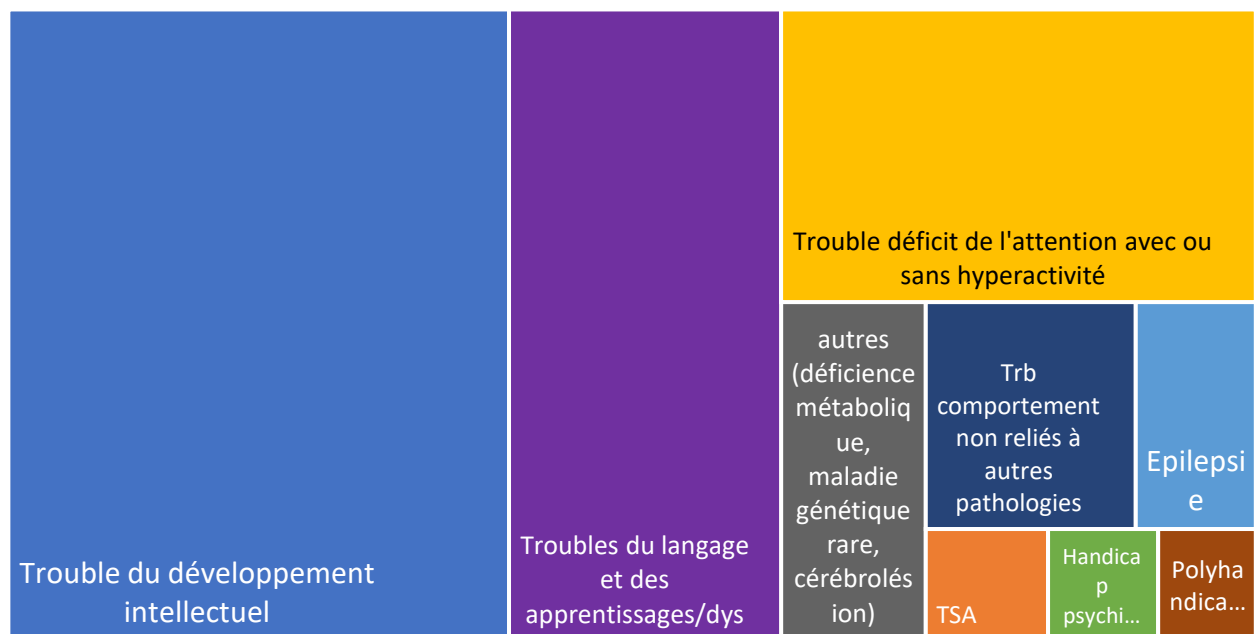 Trouble du développement
intellectuel
Troubles du langage
et des
apprentissages/dys
Trouble déficit de l'attention avec ou
sans hyperactivité
autres
(déficience
métaboliq
ue,
maladie
génétique
rare,
cérébrolés
ion)
Trb
comportement
non reliés à
autres
pathologies
Epilepsi
e
TSA
Handica
p
psychi...
Polyha
ndica...